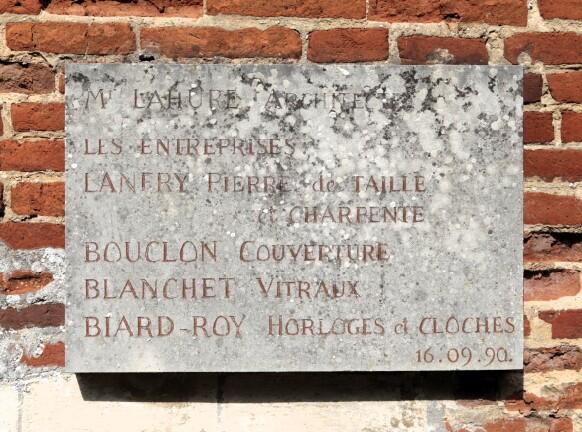 Mr LAHURE ARCHITECTE
LES ENTREPRISES
LANFRY PIERRE de TAILLE
et CHARPENTE
BOUCLON COUVERTURE
BLANCHET VITRAUX
BIARD-ROY HORLOGES et CLOCHES
16.09.90.